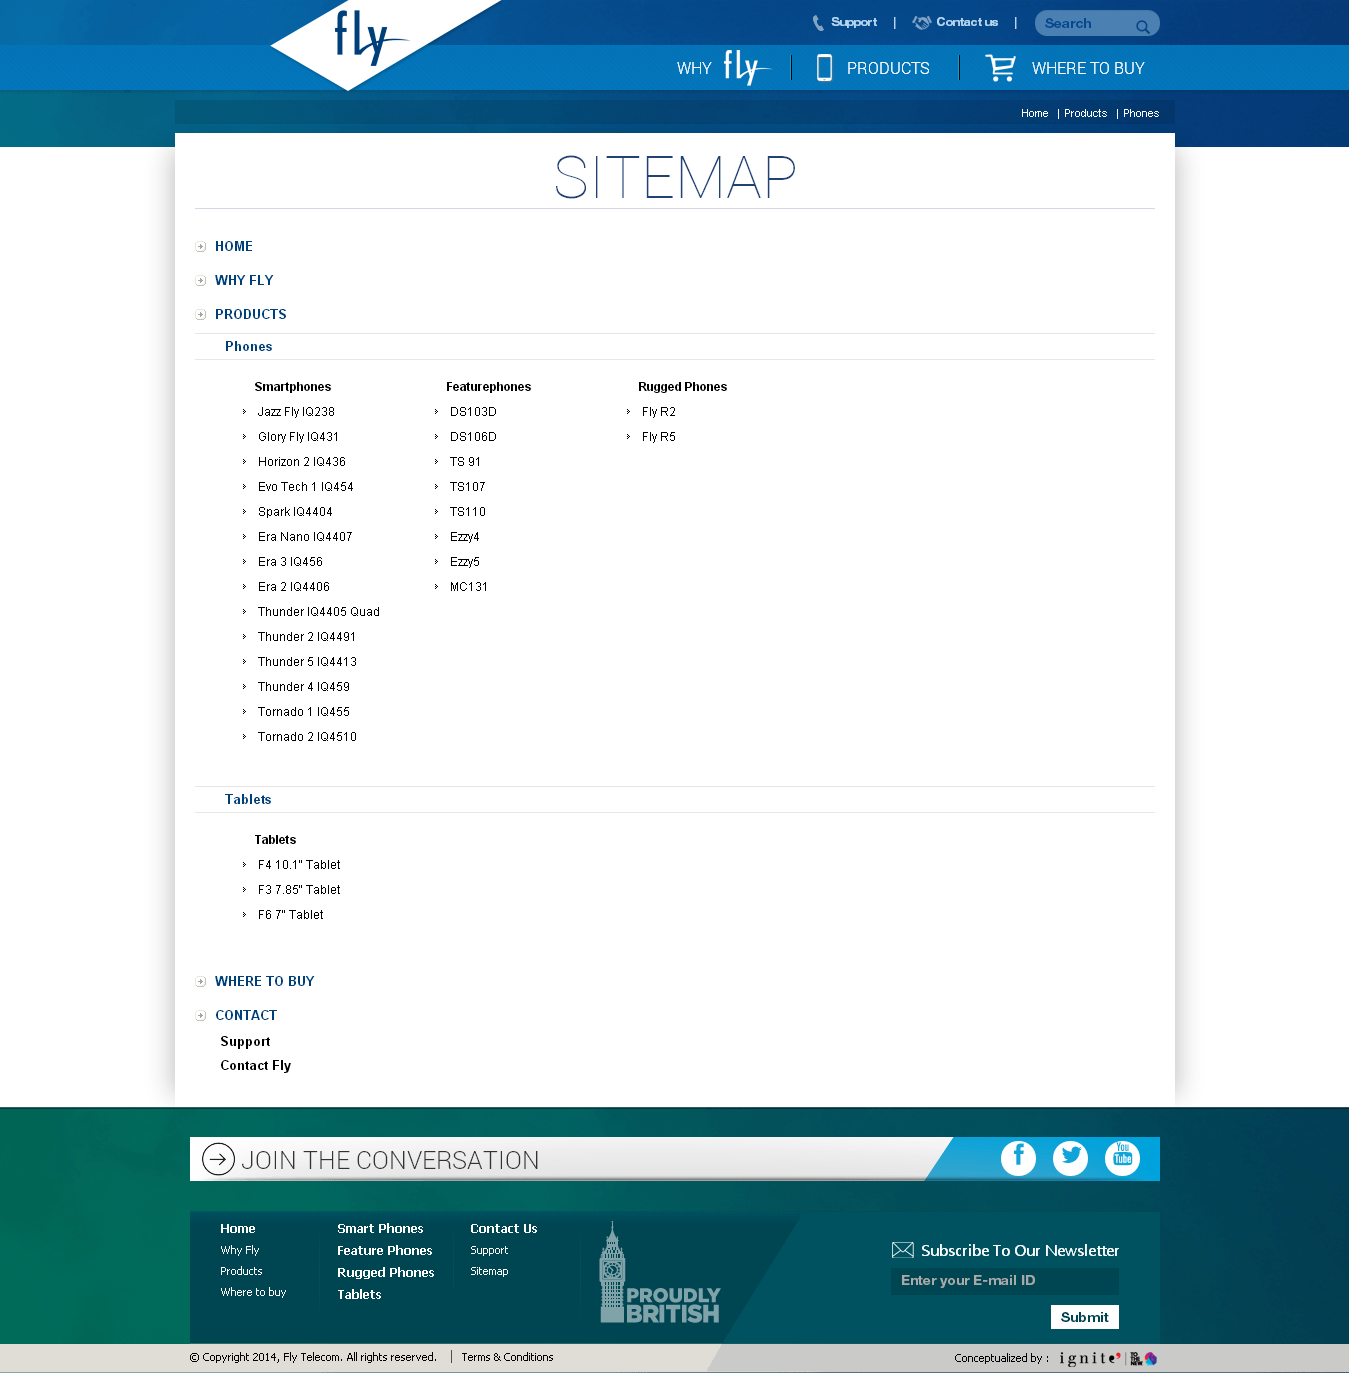 fly
Support | Contact us | Search
WHY fly PRODUCTS WHERE TO BUY
Home | Products | Phones
SITEMAP
HOME
WHY FLY
PRODUCTS
Phones
Smartphones
Jazz Fly IQ238
Glory Fly IQ431
Horizon 2 IQ436
Evo Tech 1 IQ454
Spark IQ4404
Era Nano IQ4407
Era 3 IQ456
Era 2 IQ4406
Thunder IQ4405 Quad
Thunder 2 IQ4491
Thunder 5 IQ4413
Thunder 4 IQ459
Tornado 1 IQ455
Tornado 2 IQ4510
Featurephones
DS103D
DS106D
TS 91
TS107
TS110
Ezzy4
Ezzy5
MC131
Rugged Phones
Fly R2
Fly R5
Tablets
Tablets
F4 10.1" Tablet
F3 7.85" Tablet
F6 7" Tablet
WHERE TO BUY
CONTACT
Support
Contact Fly
JOIN THE CONVERSATION
You
Tube
Home
Why Fly
Products
Where to buy
Smart Phones
Feature Phones
Rugged Phones
Tablets
Contact Us
Support
Sitemap
PROUDLY
BRITISH
Subscribe To Our Newsletter
Enter your E-mail ID
Submit
© Copyright 2014, Fly Telecom. All rights reserved. | Terms & Conditions
Conceptualized by : ignite